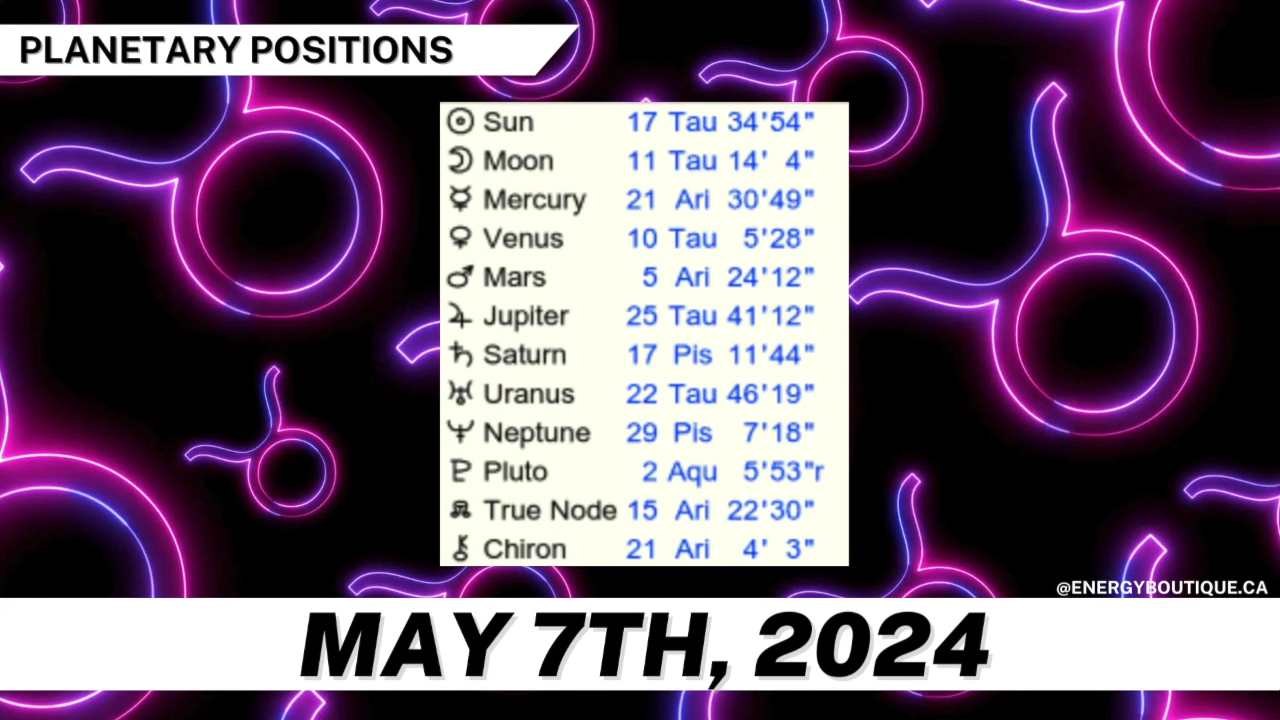 PLANETARY POSITIONS
☉ Sun 17 Tau 34'54"
☽ Moon 11 Tau 14' 4"
☿ Mercury 21 Ari 30'49"
♀ Venus 10 Tau 5'28"
♂ Mars 5 Ari 24'12"
♃ Jupiter 25 Tau 41'12"
♄ Saturn 17 Pis 11'44"
♅ Uranus 22 Tau 46'19"
♆ Neptune 29 Pis 7'18"
♇ Pluto 2 Aqu 5'53"r
☊ True Node 15 Ari 22'30"
⚷ Chiron 21 Ari 4' 3"
@ENERGYBOUTIQUE.CA
MAY 7TH, 2024